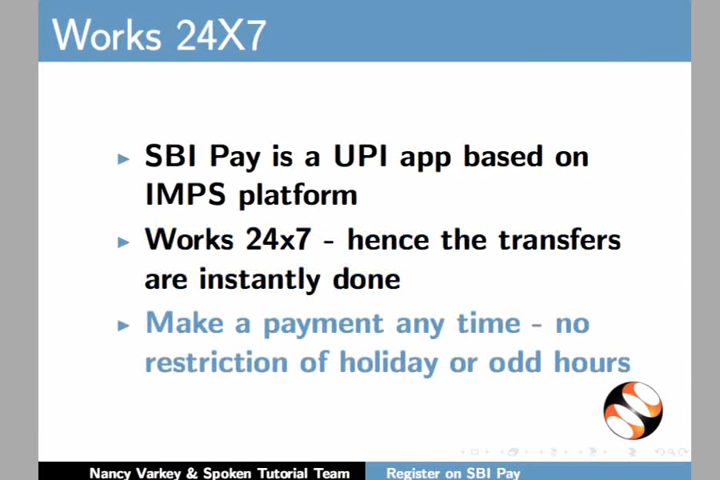 Works 24X7
SBI Pay is a UPI app based on
IMPS platform
Works 24x7 - hence the transfers
are instantly done
Make a payment any time - no
restriction of holiday or odd hours
Nancy Varkey & Spoken Tutorial Team
Register on SBI Pay